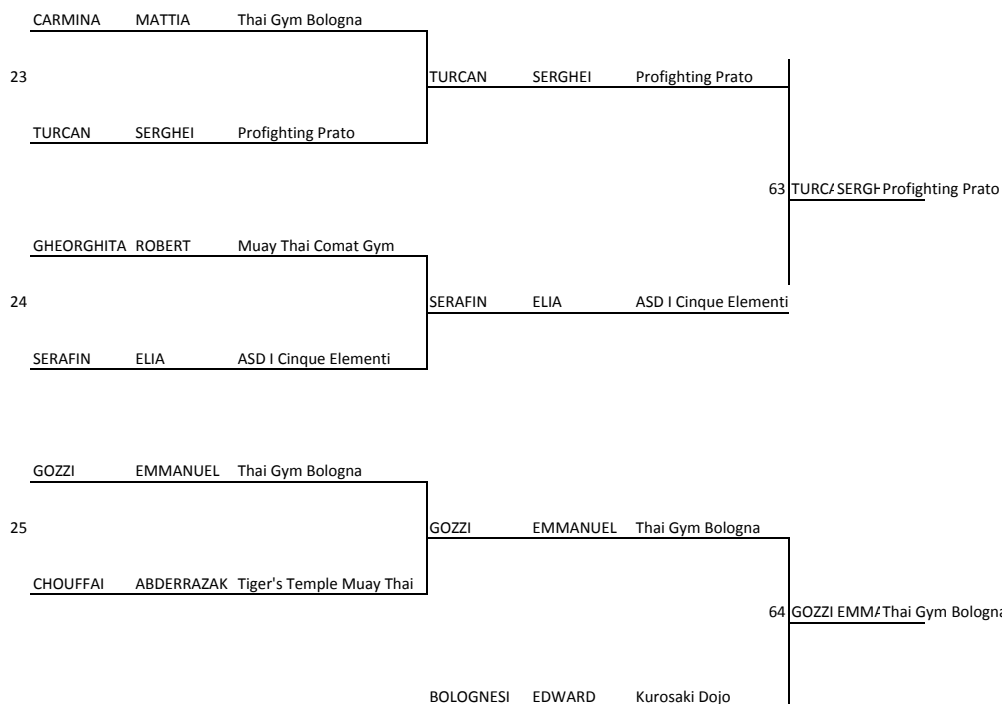 CARMINA MATTIA Thai Gym Bologna
23 TURCAN SERGHEI Profighting Prato
TURCAN SERGHEI Profighting Prato
63 TURCA SERGH Profighting Prato
GHEORGHITA ROBERT Muay Thai Comat Gym
24 SERAFIN ELIA ASD I Cinque Elementi
SERAFIN ELIA ASD I Cinque Elementi
GOZZI EMMANUEL Thai Gym Bologna
25 GOZZI EMMANUEL Thai Gym Bologna
CHOUFFAI ABDERRAZAK Tiger's Temple Muay Thai
64 GOZZI EMMA Thai Gym Bologna
BOLOGNESI EDWARD Kurosaki Dojo